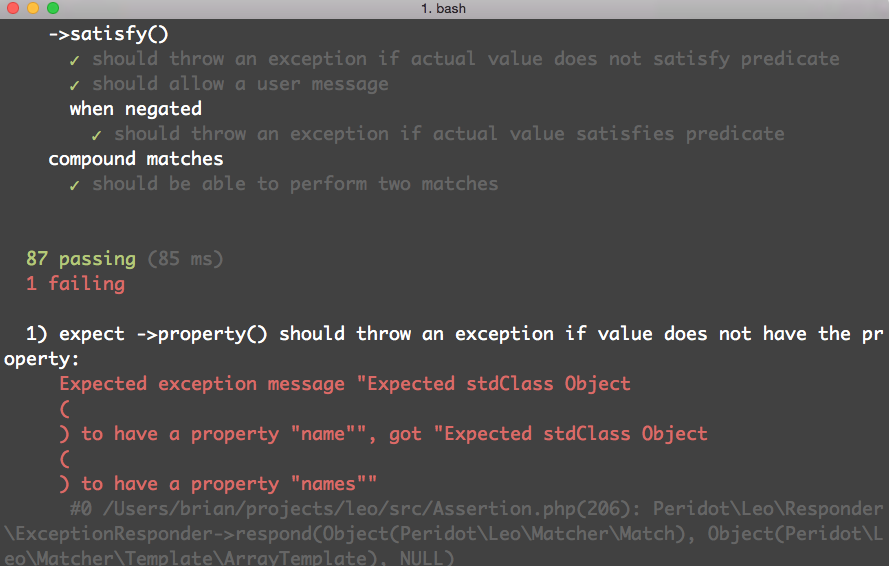 1. bash
->satisfy()
✓ should throw an exception if actual value does not satisfy predicate
✓ should allow a user message
when negated
✓ should throw an exception if actual value satisfies predicate
compound matches
✓ should be able to perform two matches
87 passing (85 ms)
1 failing
1) expect ->property() should throw an exception if value does not have the pr
operty:
Expected exception message "Expected stdClass Object
(
) to have a property "name"", got "Expected stdClass Object
(
) to have a property "names""
#0 /Users/brian/projects/leo/src/Assertion.php(206): Peridot\Leo\Responder
\ExceptionResponder->respond(Object(Peridot\Leo\Matcher\Match), Object(Peridot\L
eo\Matcher\Template\ArrayTemplate), NULL)